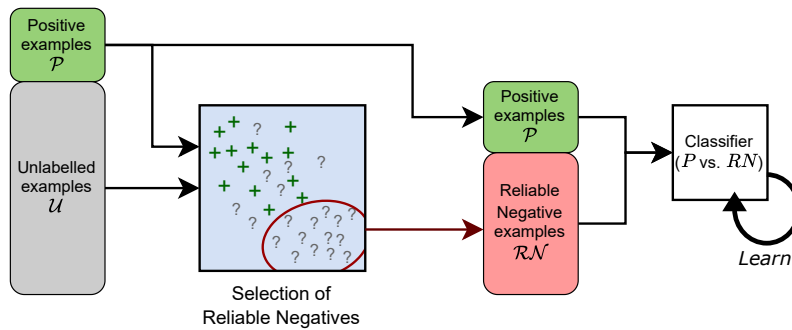 Positive
examples
𝒫
Unlabelled
examples
𝒰
Selection of
Reliable Negatives
Positive
examples
𝒫
Reliable
Negative
examples
ℛ𝒩
Classifier
(P vs. RN)
Learn